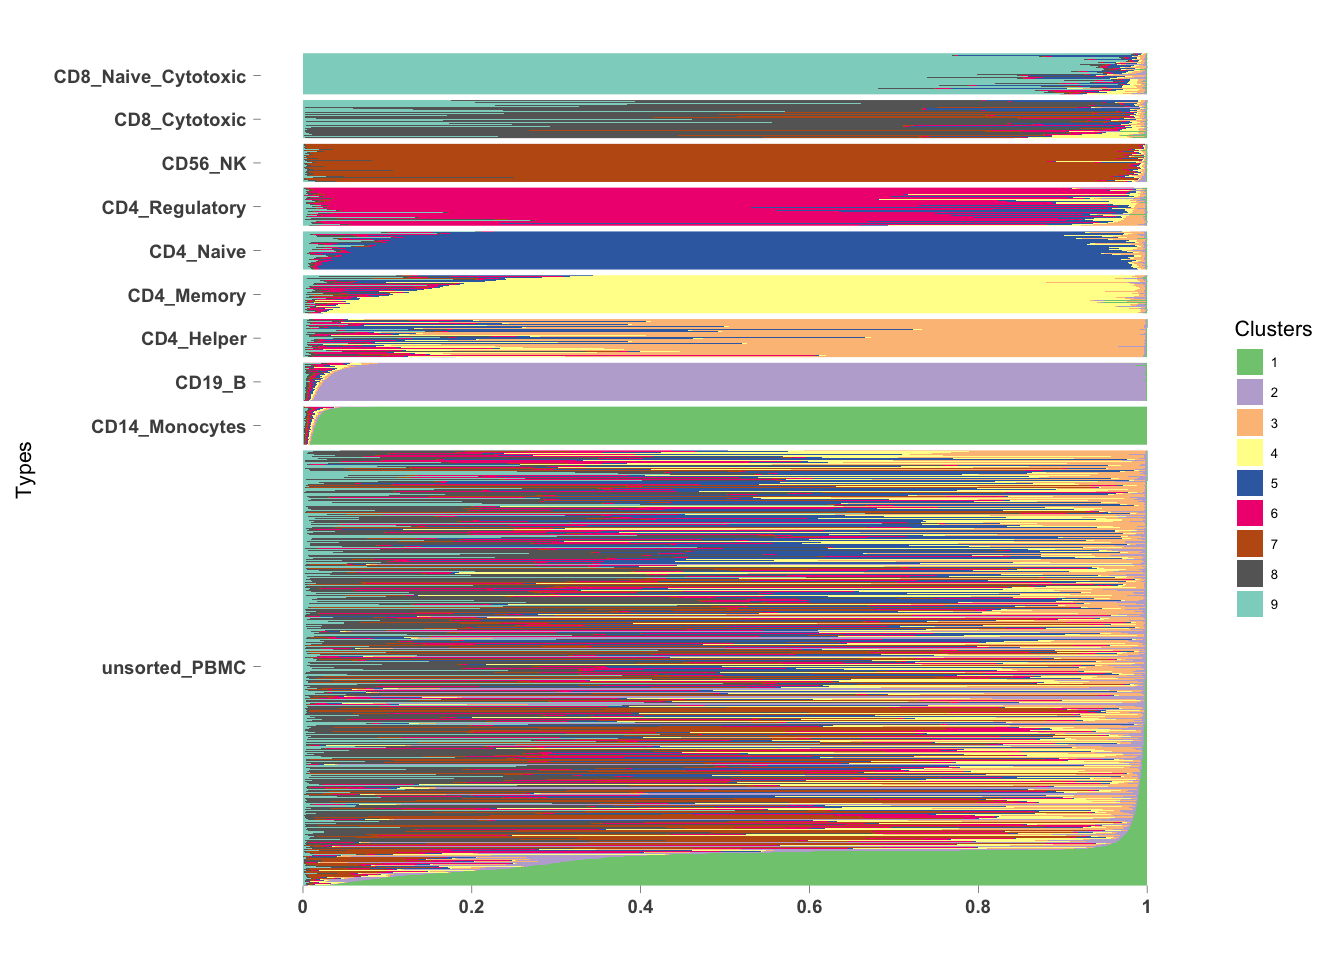 CD8_Naive_Cytotoxic
CD8_Cytotoxic
CD56_NK
CD4_Regulatory
CD4_Naive
CD4_Memory
CD4_Helper
CD19_B
CD14_Monocytes
unsorted_PBMC
Types
0 0.2 0.4 0.6 0.8 1
Clusters
1
2
3
4
5
6
7
8
9